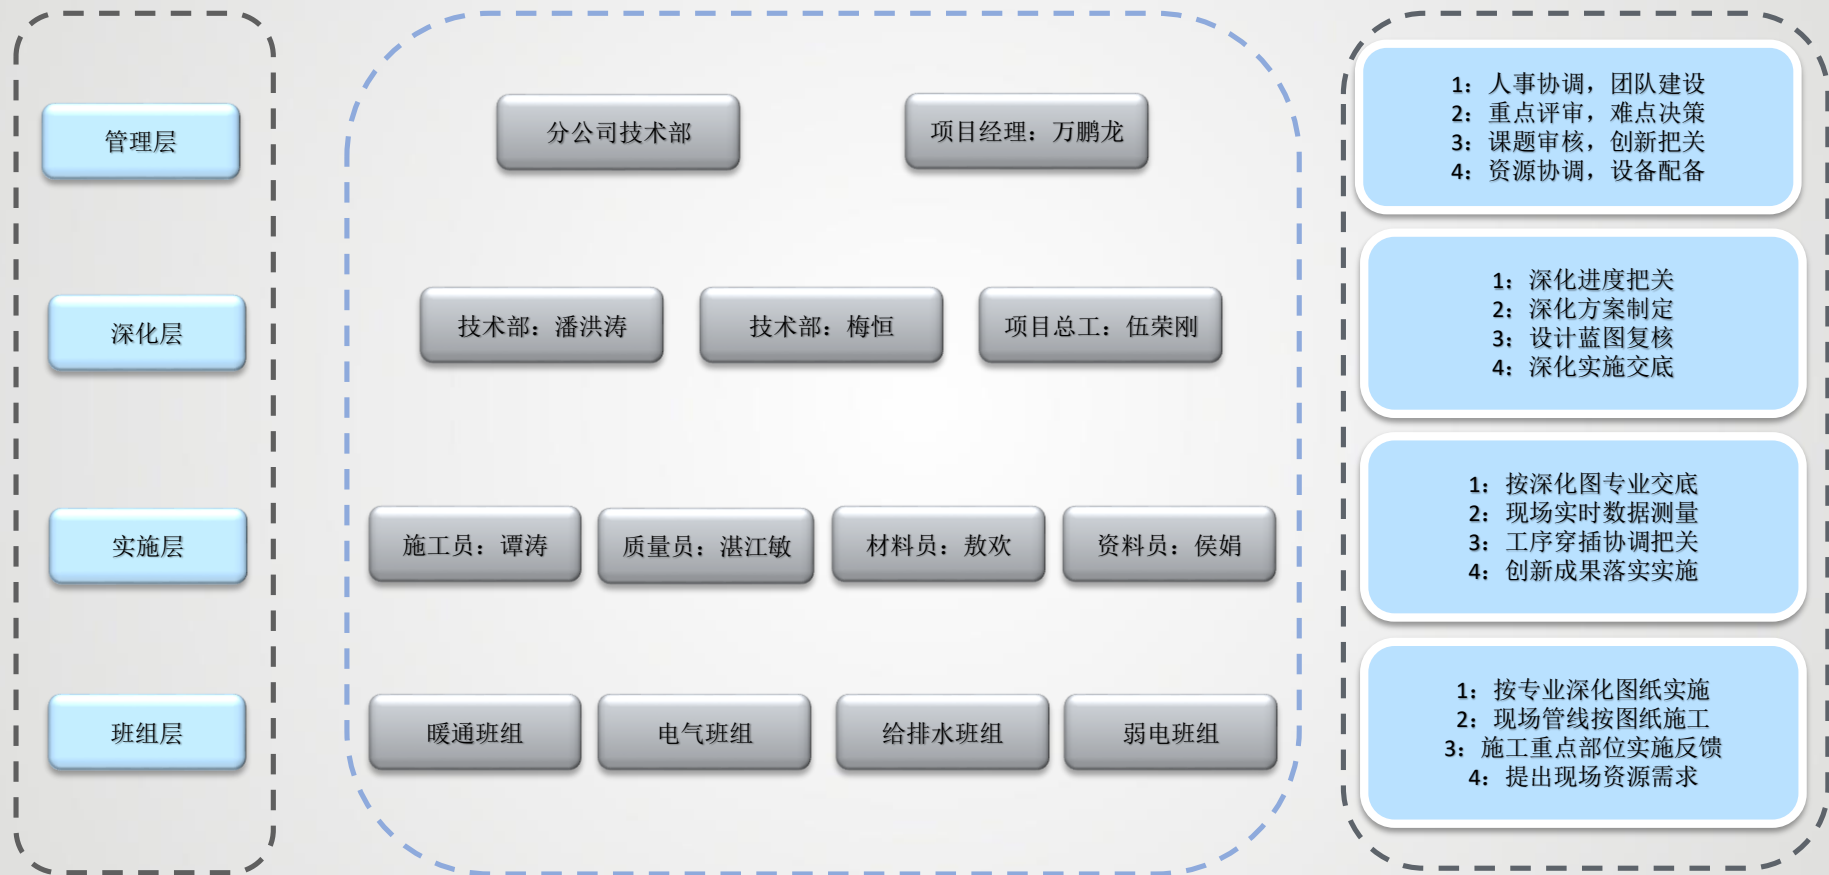 管理层
分公司技术部
项目经理：万鹏龙
1：人事协调，团队建设
2：重点评审，难点决策
3：课题审核，创新把关
4：资源协调，设备配备
深化层
技术部：潘洪涛
技术部：梅恒
项目总工：伍荣刚
1：深化进度把关
2：深化方案制定
3：设计蓝图复核
4：深化实施交底
实施层
施工员：谭涛
质量员：湛江敏
材料员：敖欢
资料员：侯娟
1：按深化图专业交底
2：现场实时数据测量
3：工序穿插协调把关
4：创新成果落实实施
班组层
暖通班组
电气班组
给排水班组
弱电班组
1：按专业深化图纸实施
2：现场管线按图纸施工
3：施工重点部位实施反馈
4：提出现场资源需求